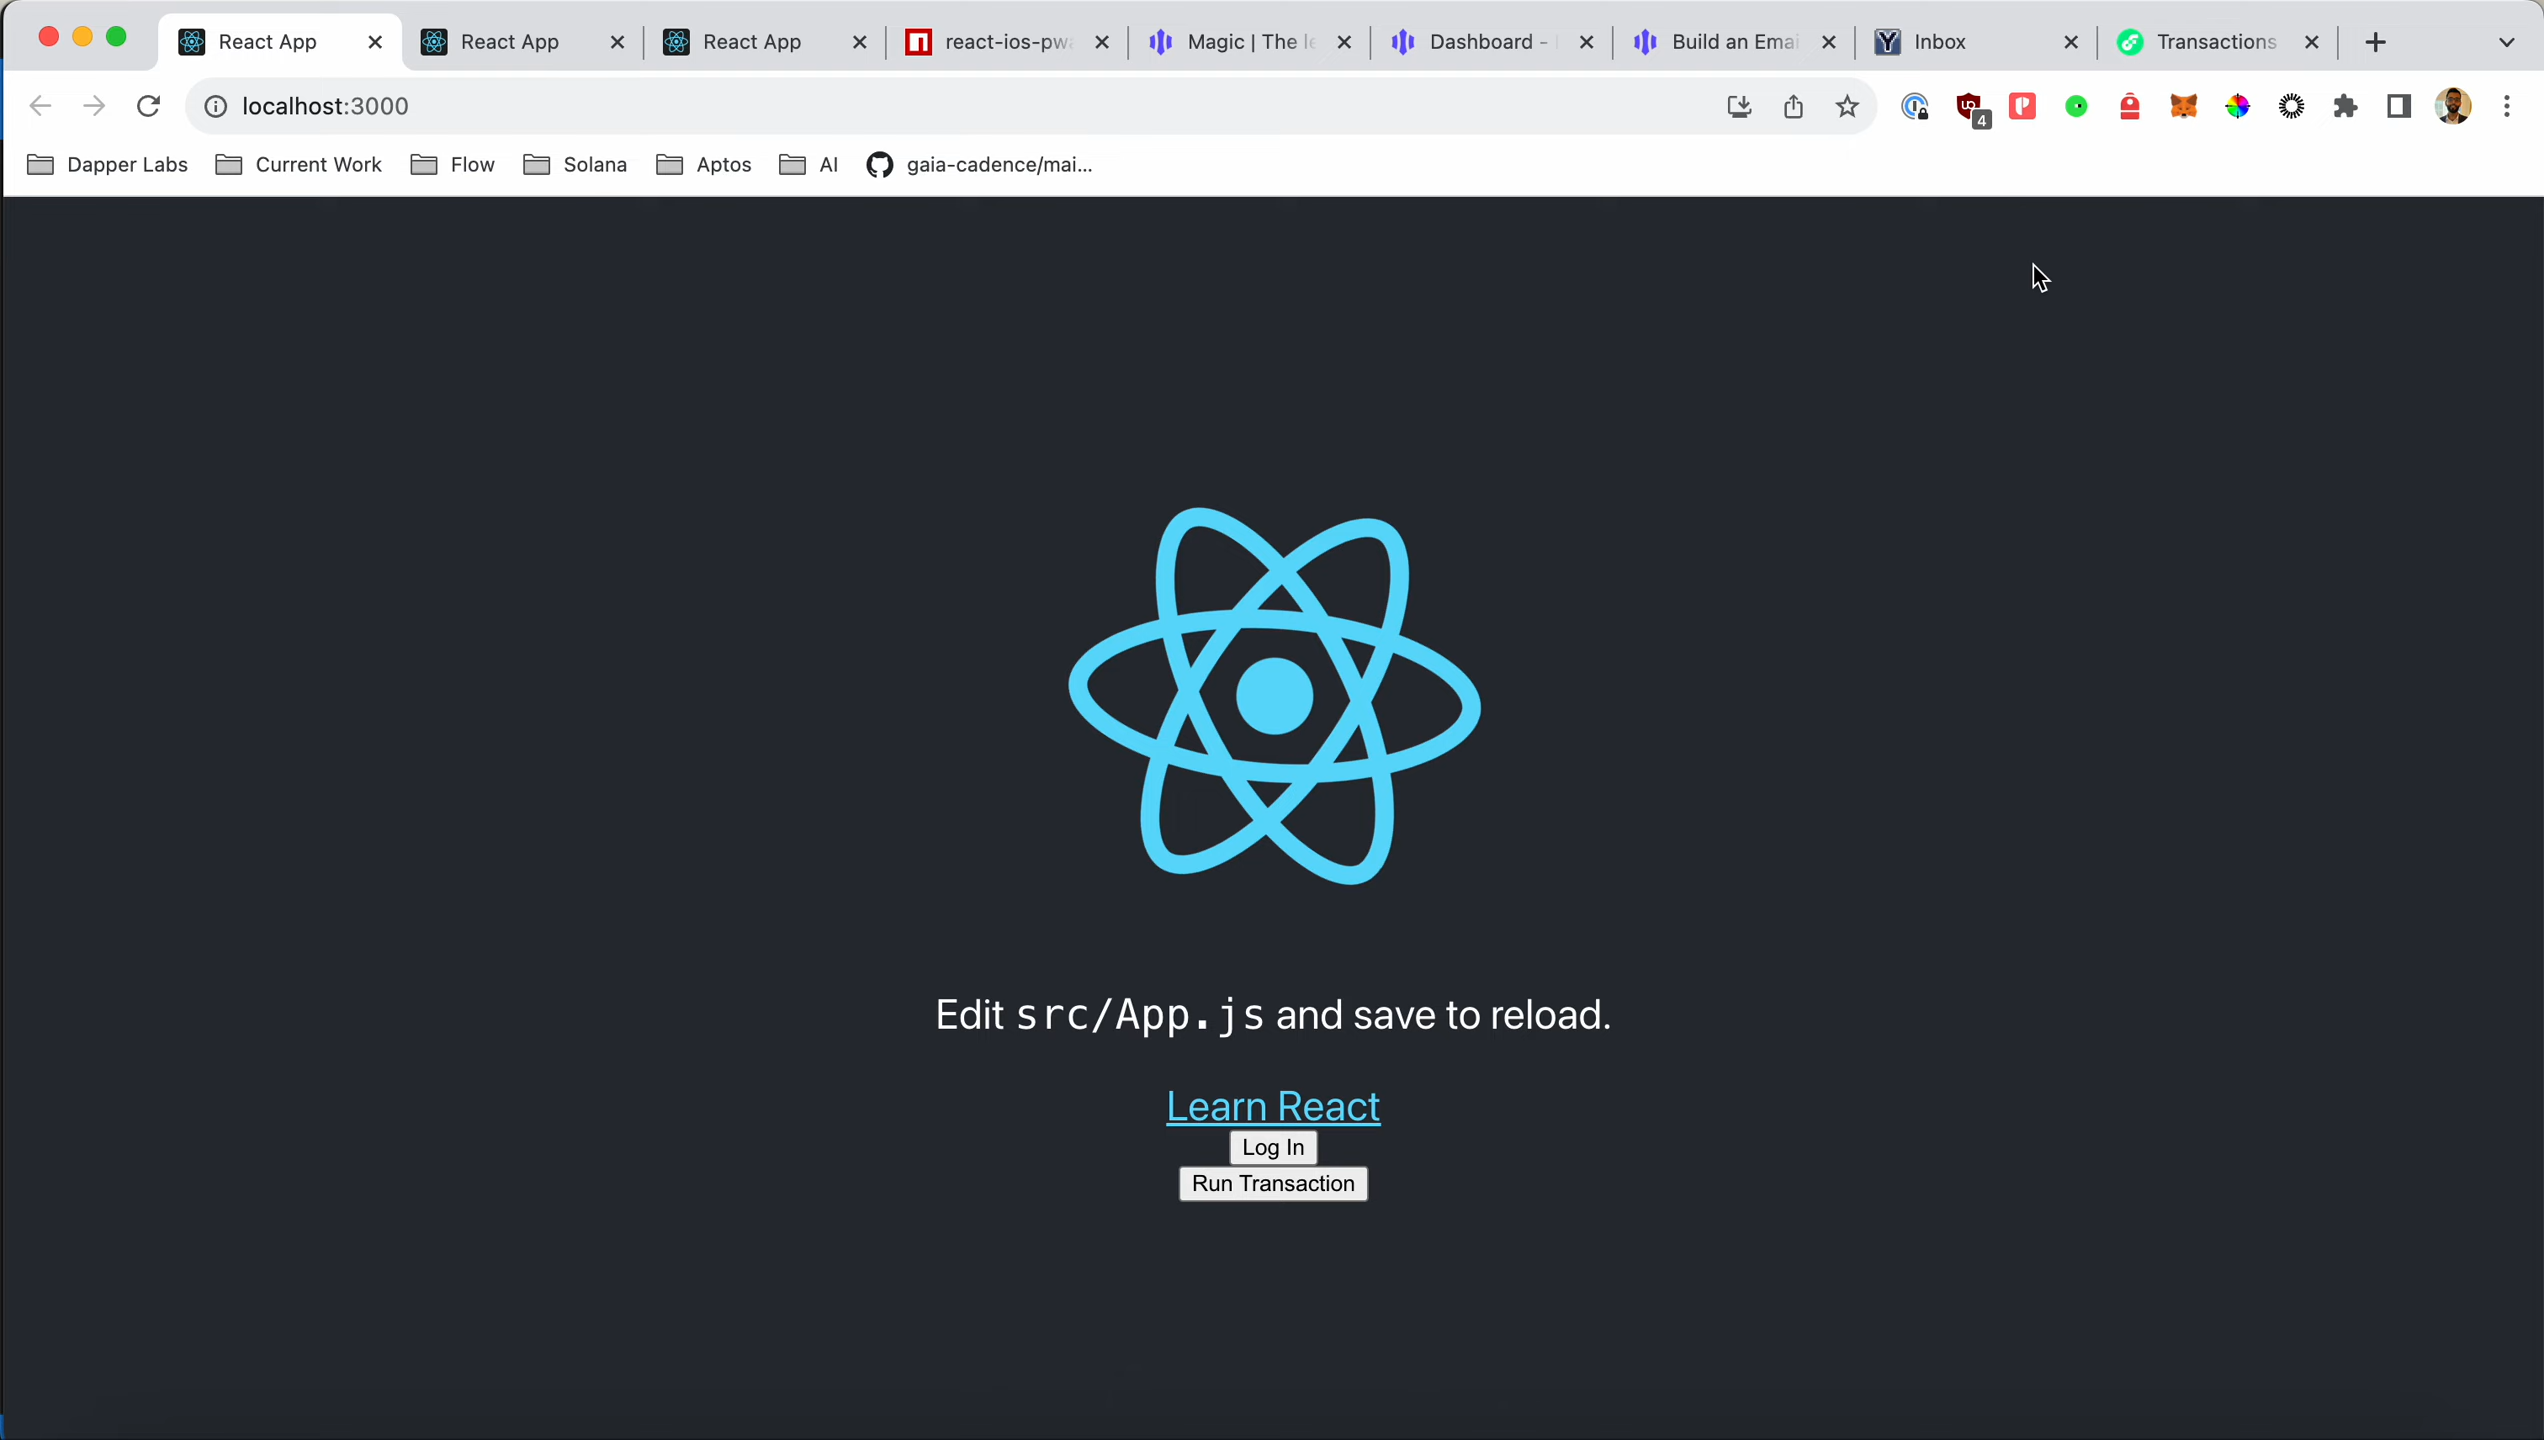 React App
React App
React App
react-ios-pw
Magic | The le
Dashboard -
Build an Emai
Inbox
Transactions
localhost:3000
4
Dapper Labs
Current Work
Flow
Solana
Aptos
AI
gaia-cadence/mai...
Edit src/App.js and save to reload.
Learn React
Log In
Run Transaction